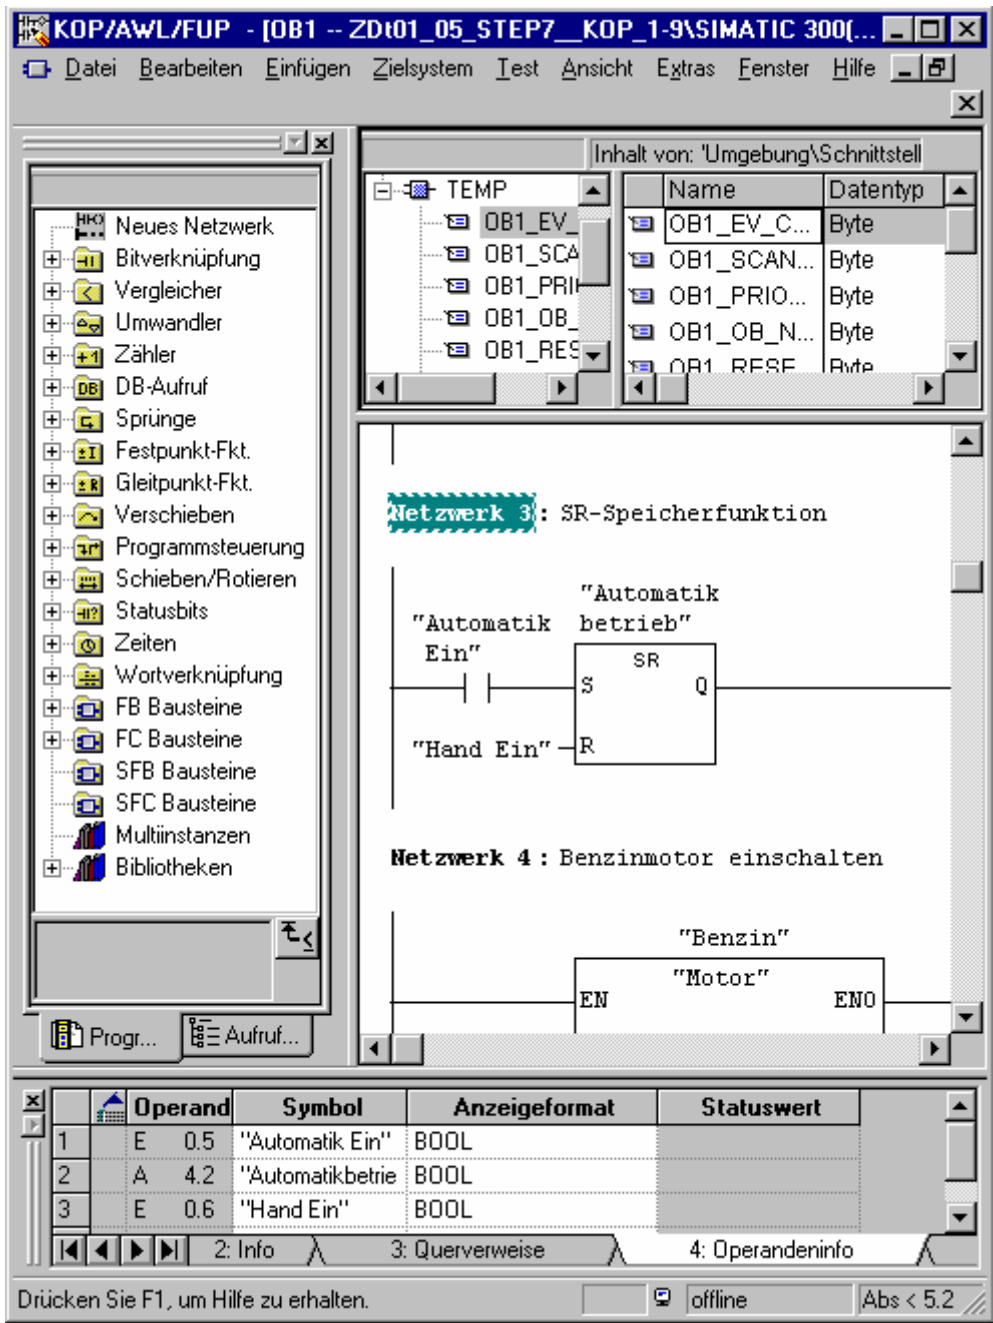 KOP/AWL/FUP - [OB1 -- ZDt01_05_STEP7__KOP_1-9\SIMATIC 300(...
Datei Bearbeiten Einfügen Zielsystem Test Ansicht Extras Fenster Hilfe
Neues Netzwerk
Bitverknüpfung
Vergleicher
Umwandler
Zähler
DB-Aufruf
Sprünge
Festpunkt-Fkt.
Gleitpunkt-Fkt.
Verschieben
Programmsteuerung
Schieben/Rotieren
Statusbits
Zeiten
Wortverknüpfung
FB Bausteine
FC Bausteine
SFB Bausteine
SFC Bausteine
Multiinstanzen
Bibliotheken
Progr... Aufruf...
Inhalt von: 'Umgebung\Schnittstell
TEMP
OB1_EV_
OB1_SCA
OB1_PRI
OB1_OB_
OB1_RES
Name Datentyp
OB1_EV_C... Byte
OB1_SCAN... Byte
OB1_PRIO... Byte
OB1_OB_N... Byte
OB1_RESE Byte
Netzwerk 3: SR-Speicherfunktion
"Automatik
"Automatik betrieb"
Ein" SR
S Q
"Hand Ein" R
Netzwerk 4: Benzinmotor einschalten
"Benzin"
"Motor"
EN ENO
Operand Symbol Anzeigeformat Statuswert
1 E 0.5 "Automatik Ein" BOOL
2 A 4.2 "Automatikbetrie BOOL
3 E 0.6 "Hand Ein" BOOL
2: Info 3: Querverweise 4: Operandeninfo
Drücken Sie F1, um Hilfe zu erhalten. offline Abs < 5.2